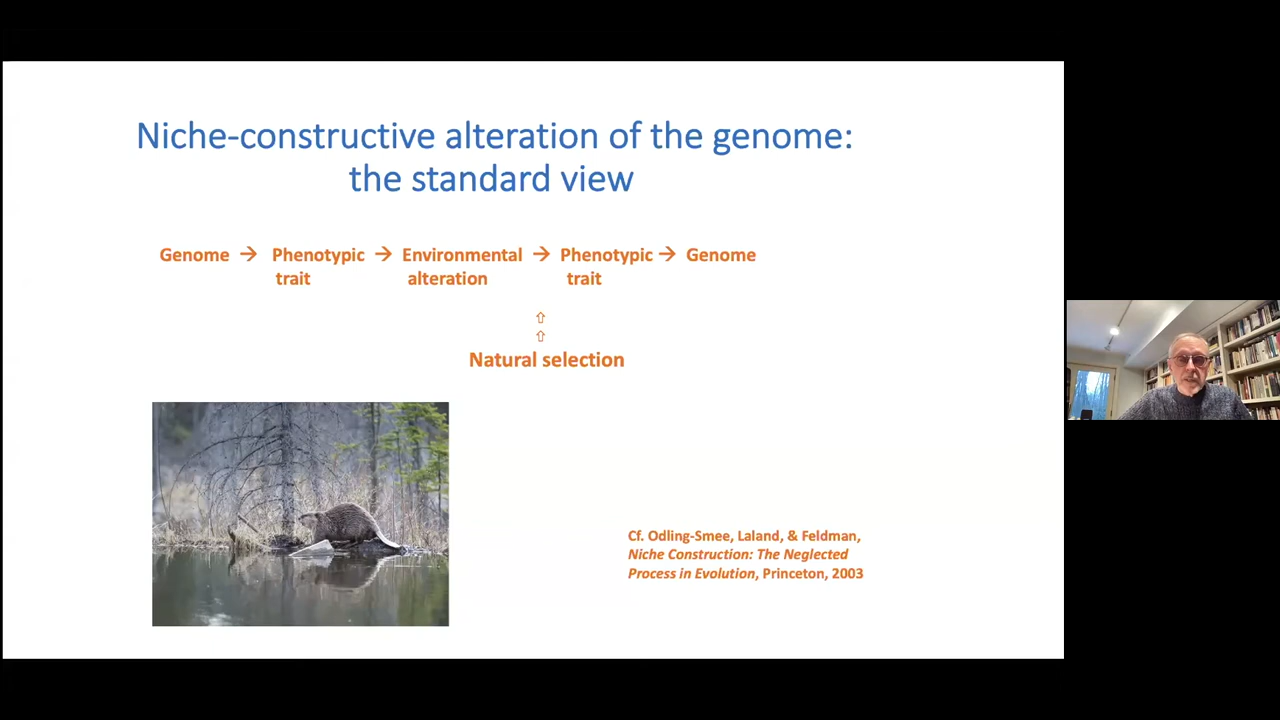 Niche-constructive alteration of the genome:
the standard view
Genome → Phenotypic → Environmental → Phenotypic → Genome
trait alteration trait
⇧
⇧
Natural selection
Cf. Odling-Smee, Laland, & Feldman,
Niche Construction: The Neglected
Process in Evolution, Princeton, 2003